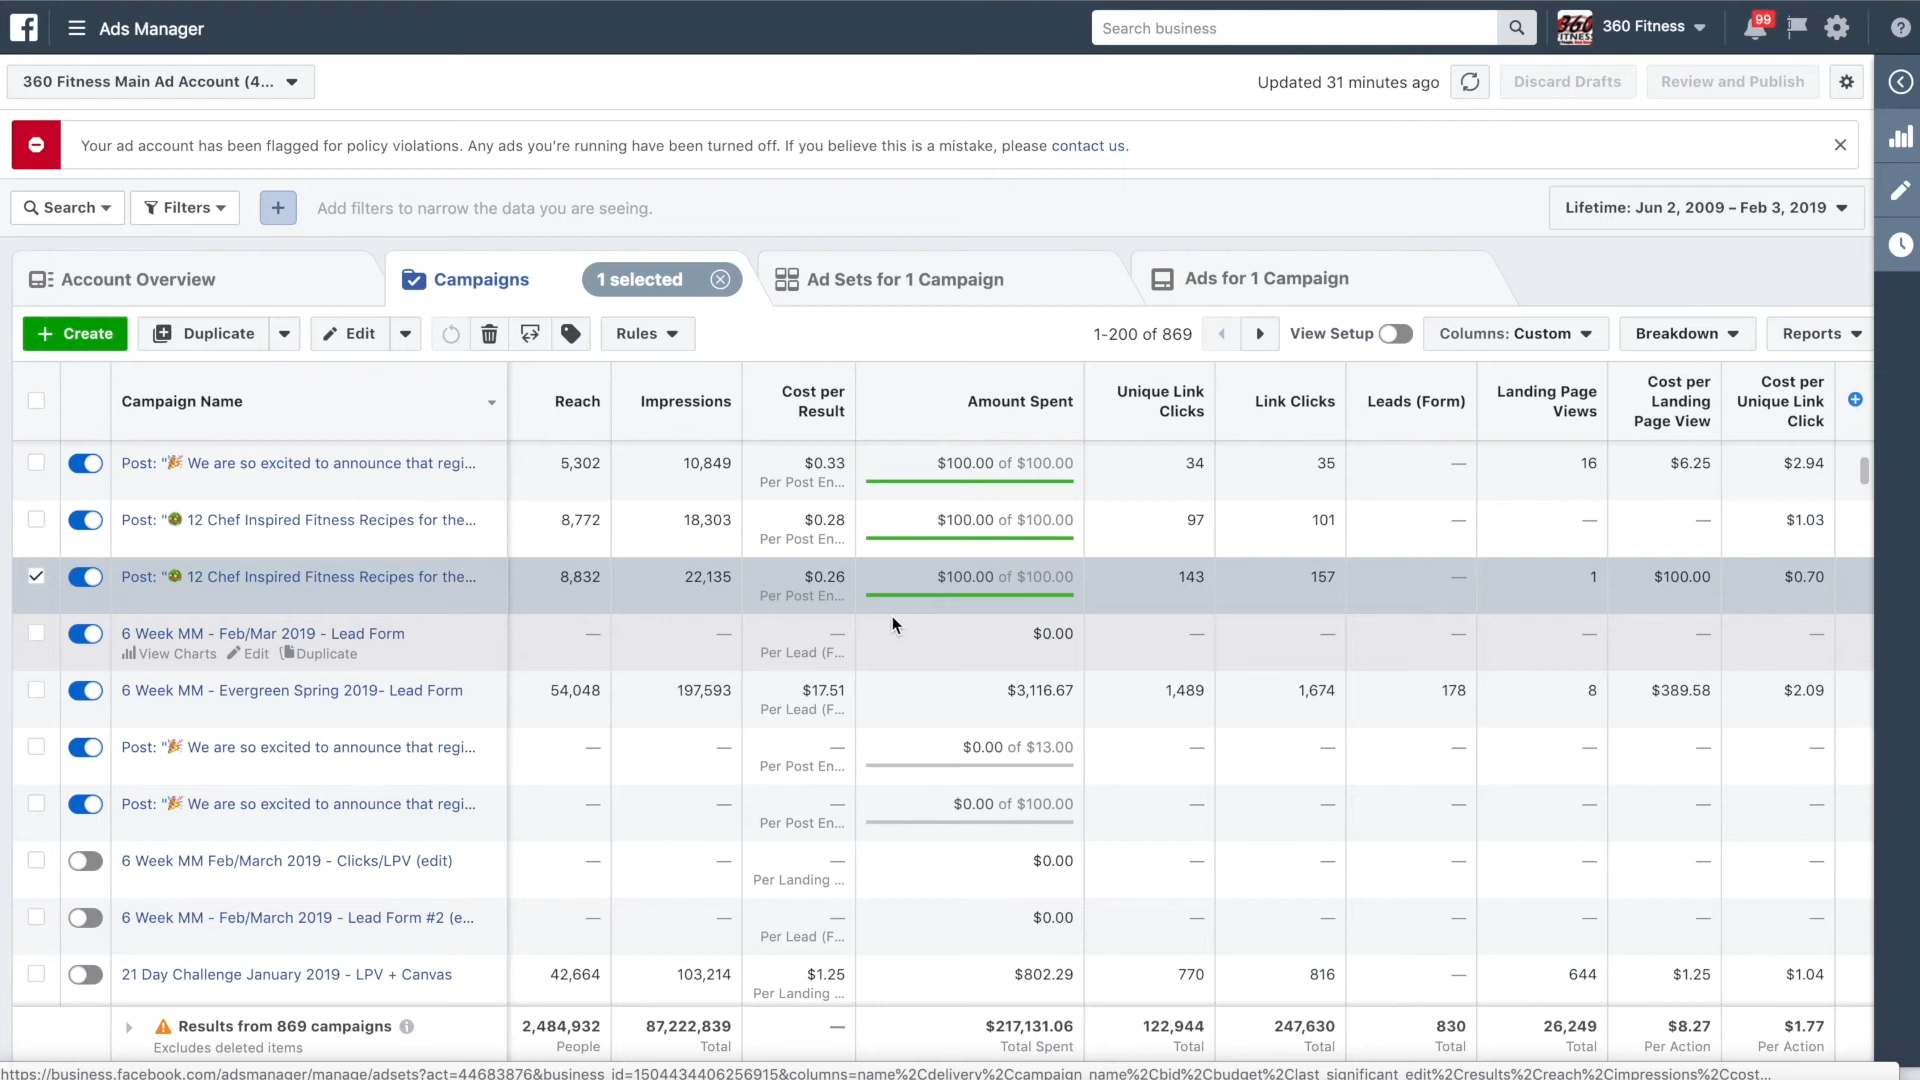 Ads Manager
Search business
360 Fitness
99
360 Fitness Main Ad Account (4...
Updated 31 minutes ago
Discard Drafts
Review and Publish
Your ad account has been flagged for policy violations. Any ads you're running have been turned off. If you believe this is a mistake, please contact us.
Search
Filters
Add filters to narrow the data you are seeing.
Lifetime: Jun 2, 2009 – Feb 3, 2019
Account Overview
Campaigns
1 selected
Ad Sets for 1 Campaign
Ads for 1 Campaign
+ Create
Duplicate
Edit
Rules
1-200 of 869
View Setup
Columns: Custom
Breakdown
Reports
Campaign Name
Reach
Impressions
Cost per
Result
Amount Spent
Unique Link
Clicks
Link Clicks
Leads (Form)
Landing Page
Views
Cost per
Landing
Page View
Cost per
Unique Link
Click
Post: "🎉 We are so excited to announce that regi... 5,302 10,849 $0.33 $100.00 of $100.00 34 35 — 16 $6.25 $2.94
Per Post En...
Post: "🥗 12 Chef Inspired Fitness Recipes for the... 8,772 18,303 $0.28 $100.00 of $100.00 97 101 — — — $1.03
Per Post En...
Post: "🥗 12 Chef Inspired Fitness Recipes for the... 8,832 22,135 $0.26 $100.00 of $100.00 143 157 — 1 $100.00 $0.70
Per Post En...
6 Week MM - Feb/Mar 2019 - Lead Form — — — $0.00 — — — — — —
View Charts Edit Duplicate Per Lead (F...
6 Week MM - Evergreen Spring 2019- Lead Form 54,048 197,593 $17.51 $3,116.67 1,489 1,674 178 8 $389.58 $2.09
Per Lead (F...
Post: "🎉 We are so excited to announce that regi... — — — $0.00 of $13.00 — — — — — —
Per Post En...
Post: "🎉 We are so excited to announce that regi... — — — $0.00 of $100.00 — — — — — —
Per Post En...
6 Week MM Feb/March 2019 - Clicks/LPV (edit) — — — $0.00 — — — — — —
Per Landing ...
6 Week MM - Feb/March 2019 - Lead Form #2 (e... — — — $0.00 — — — — — —
Per Lead (F...
21 Day Challenge January 2019 - LPV + Canvas 42,664 103,214 $1.25 $802.29 770 816 — 644 $1.25 $1.04
Per Landing ...
Results from 869 campaigns 2,484,932 87,222,839 — $217,131.06 122,944 247,630 830 26,249 $8.27 $1.77
Excludes deleted items People Total Total Spent Total Total Total Total Per Action Per Action
https://business.facebook.com/adsmanager/manage/adsets?act=44683876&business_id=1504434406256915&columns=name%2Cdelivery%2Ccampaign_name%2Cbid%2Cbudget%2Clast_significant_edit%2Cresults%2Creach%2Cimpressions%2Ccost...